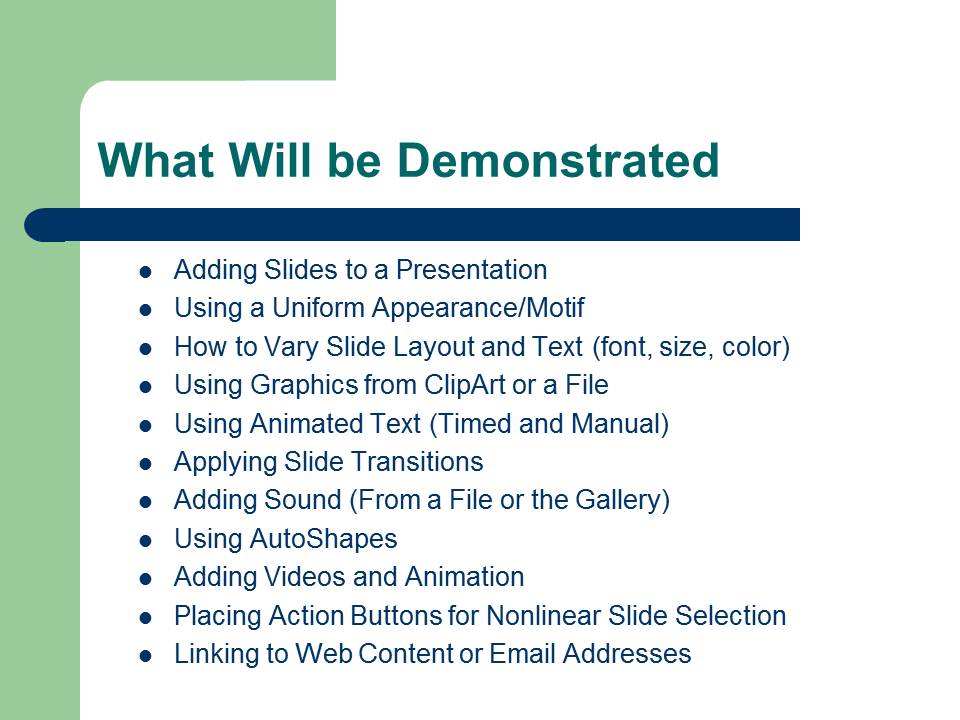 What Will be Demonstrated
Adding Slides to a Presentation
Using a Uniform Appearance/Motif
How to Vary Slide Layout and Text (font, size, color)
Using Graphics from ClipArt or a File
Using Animated Text (Timed and Manual)
Applying Slide Transitions
Adding Sound (From a File or the Gallery)
Using AutoShapes
Adding Videos and Animation
Placing Action Buttons for Nonlinear Slide Selection
Linking to Web Content or Email Addresses